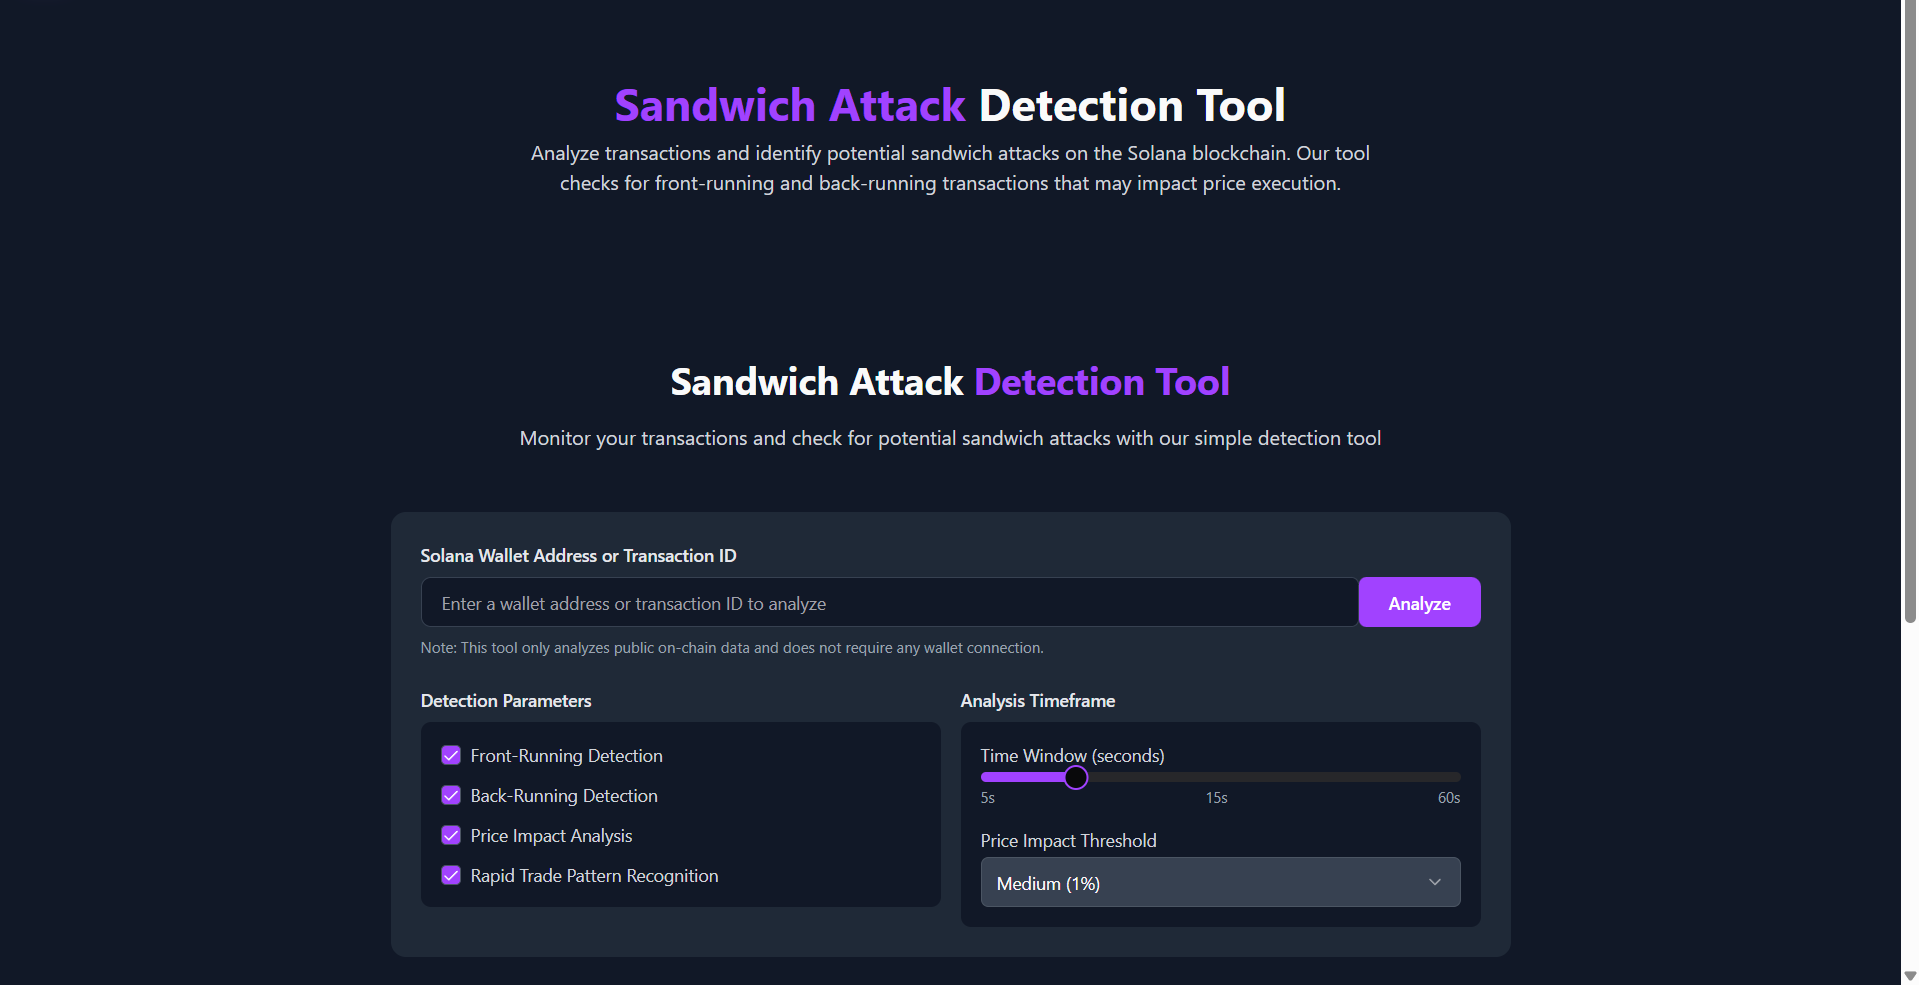 Sandwich Attack Detection Tool
Analyze transactions and identify potential sandwich attacks on the Solana blockchain. Our tool
checks for front-running and back-running transactions that may impact price execution.
Sandwich Attack Detection Tool
Monitor your transactions and check for potential sandwich attacks with our simple detection tool
Solana Wallet Address or Transaction ID
Enter a wallet address or transaction ID to analyze
Analyze
Note: This tool only analyzes public on-chain data and does not require any wallet connection.
Detection Parameters
Front-Running Detection
Back-Running Detection
Price Impact Analysis
Rapid Trade Pattern Recognition
Analysis Timeframe
Time Window (seconds)
5s 15s 60s
Price Impact Threshold
Medium (1%)